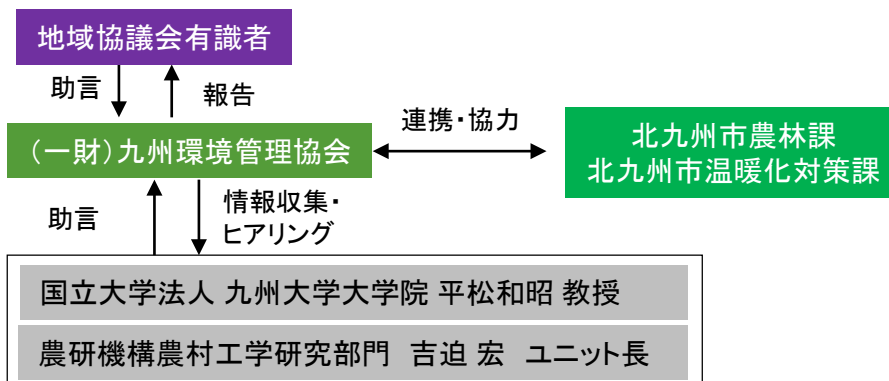 地域協議会有識者
助言
報告
連携・協力
(一財)九州環境管理協会
北九州市農林課
北九州市温暖化対策課
助言
情報収集・
ヒアリング
国立大学法人 九州大学大学院 平松和昭 教授
農研機構農村工学研究部門 吉迫 宏 ユニット長